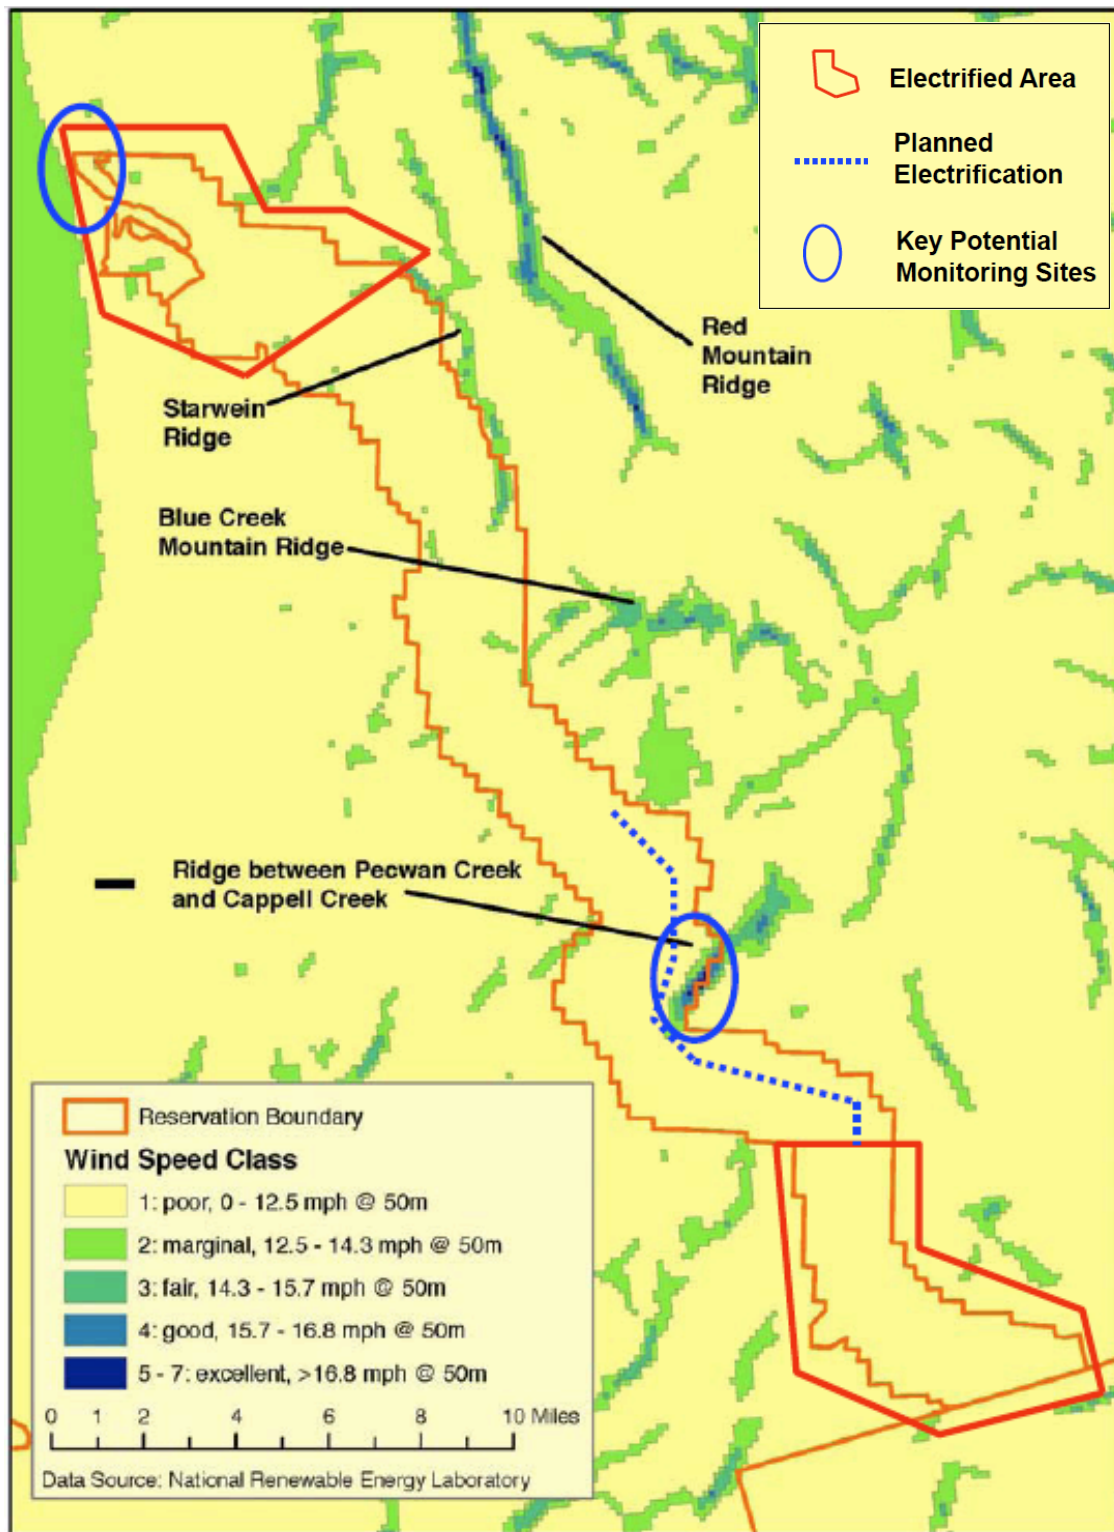 Electrified Area
Planned
Electrification
Key Potential
Monitoring Sites
Red
Mountain
Ridge
Starwein
Ridge
Blue Creek
Mountain Ridge
Ridge between Pecwan Creek
and Cappell Creek
Reservation Boundary
Wind Speed Class
1: poor, 0 - 12.5 mph @ 50m
2: marginal, 12.5 - 14.3 mph @ 50m
3: fair, 14.3 - 15.7 mph @ 50m
4: good, 15.7 - 16.8 mph @ 50m
5 - 7: excellent, >16.8 mph @ 50m
0 1 2 4 6 8 10 Miles
Data Source: National Renewable Energy Laboratory